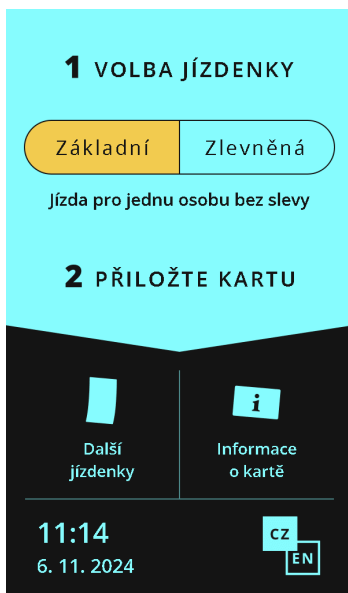 1 VOLBA JÍZDENKY
Základní Zlevněná
Jízda pro jednu osobu bez slevy
2 PŘILOŽTE KARTU
Další
jízdenky
Informace
o kartě
11:14
6. 11. 2024
CZ
EN